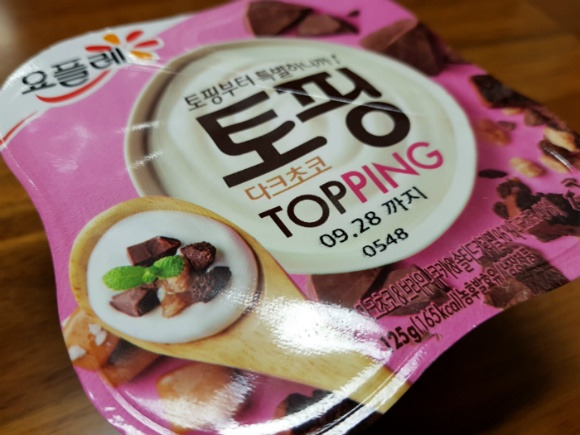 요플레
토핑부터 특별하니까!
토핑
다크초코
TOPPING
09.28 까지
0548
125g(165kcal)